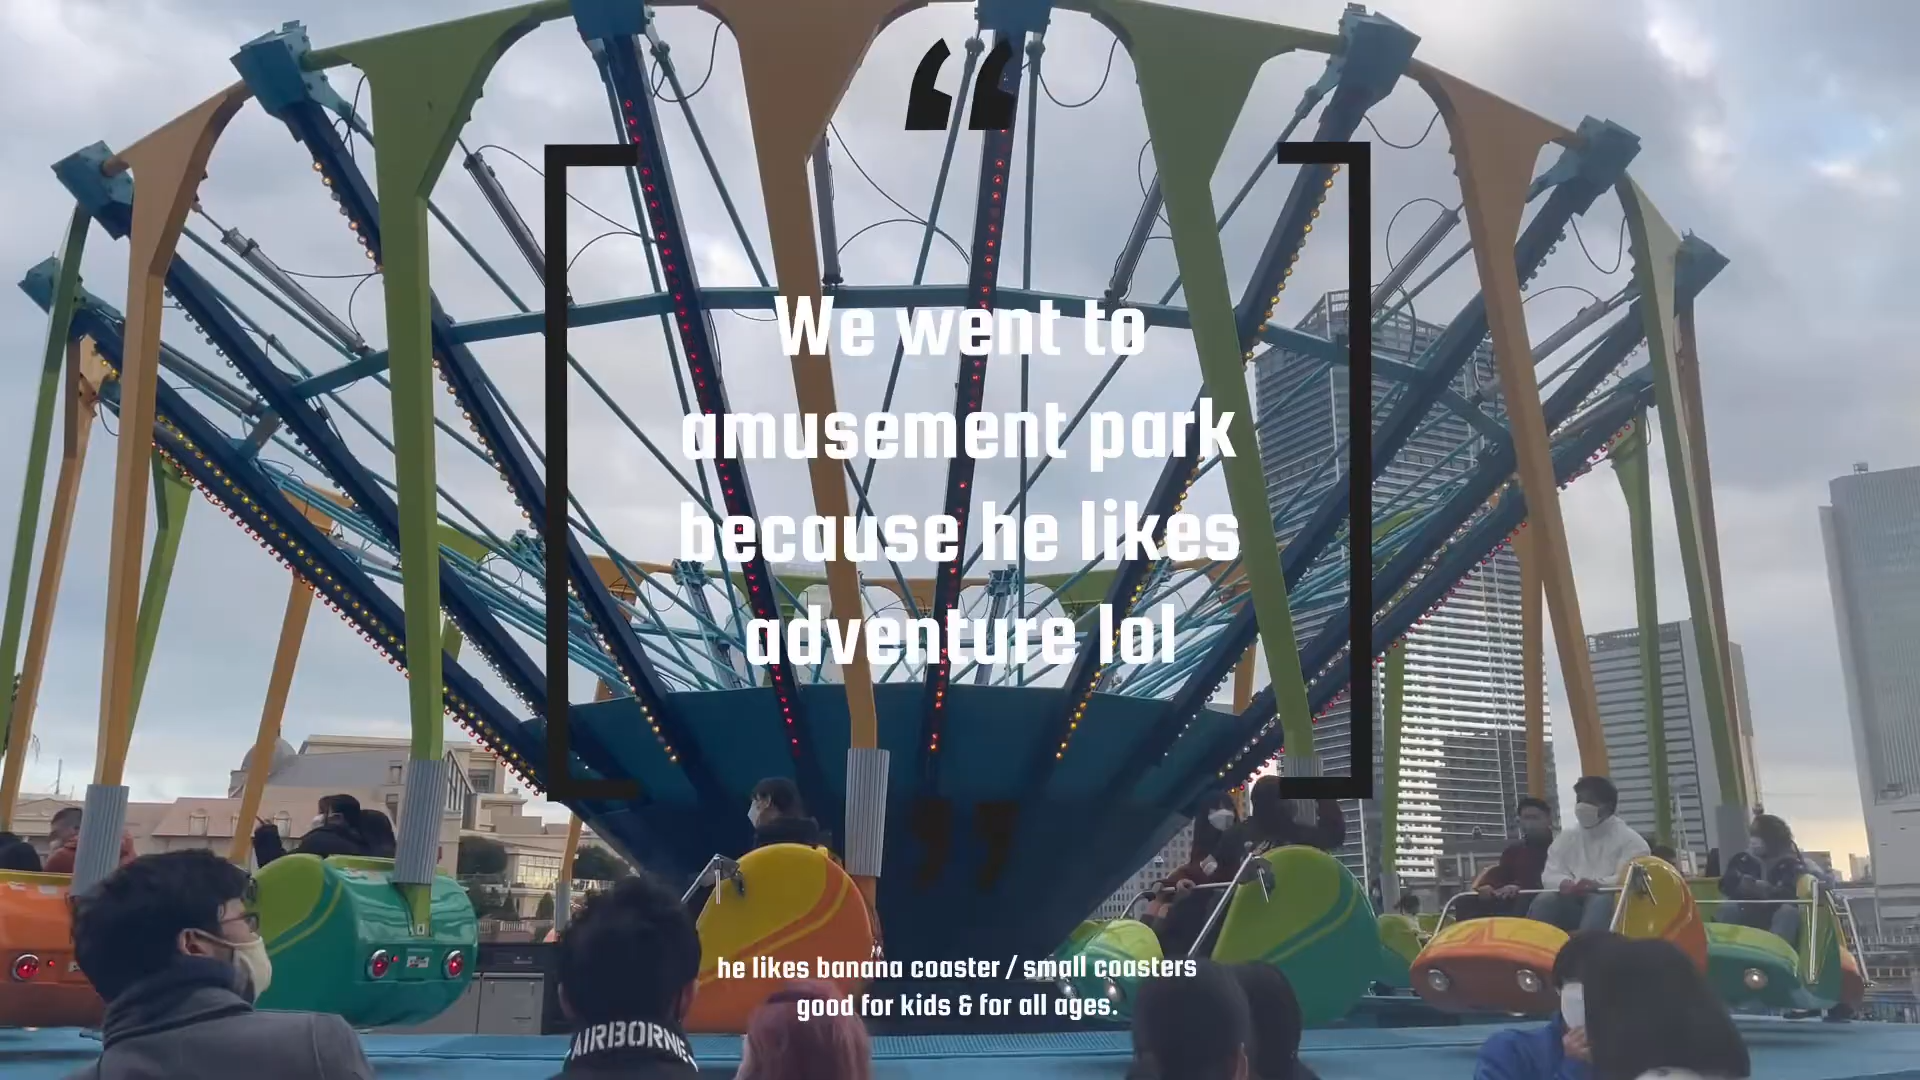 “
We went to
amusement park
because he likes
adventure lol
”
he likes banana coaster / small coasters
good for kids & for all ages.
AIRBORNE